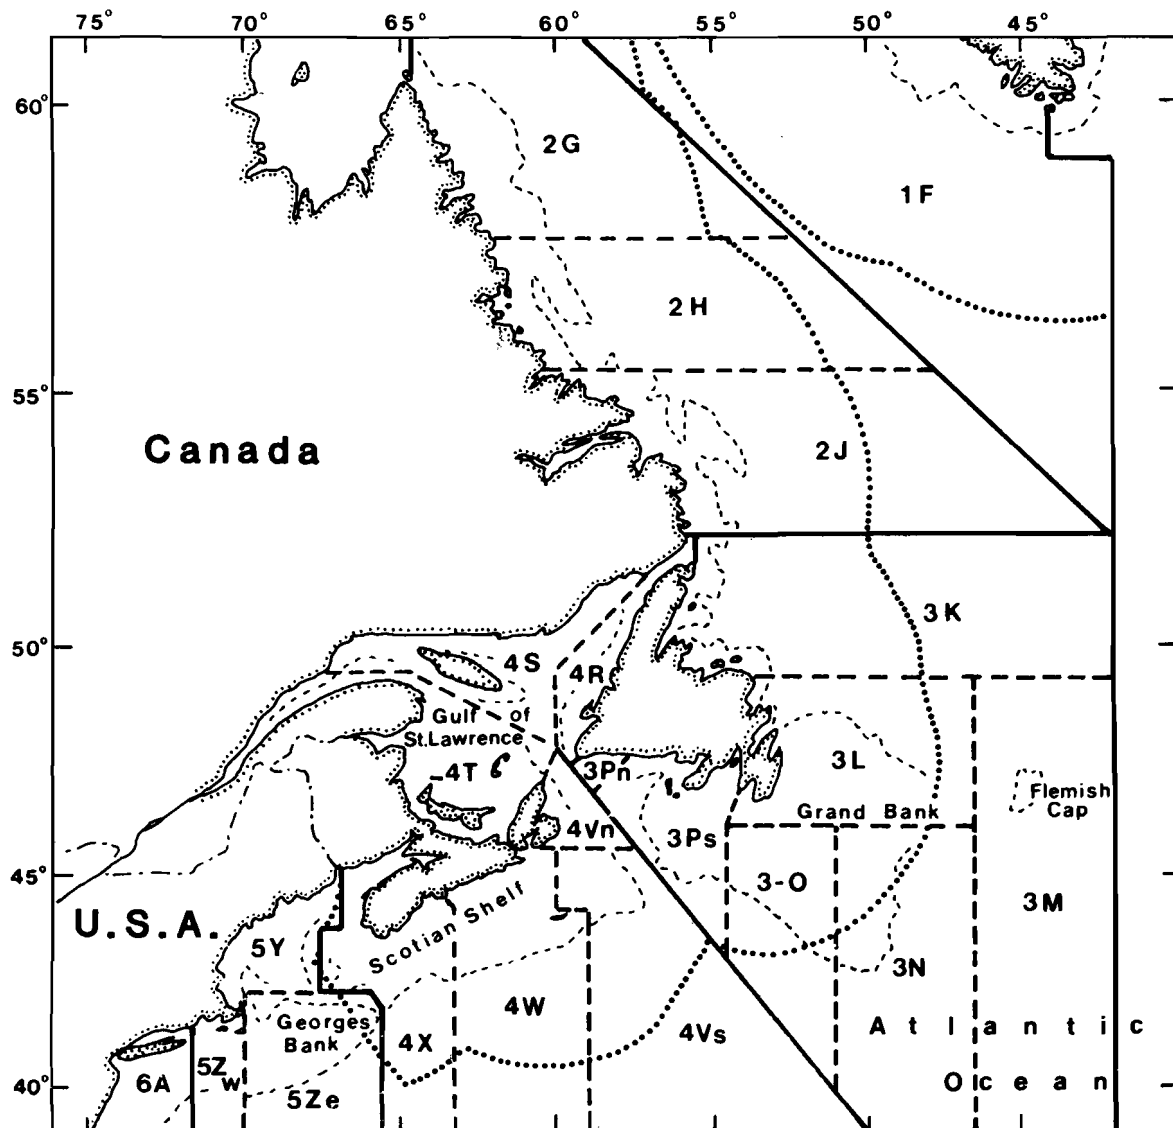 75° 70° 65° 60° 55° 50° 45°
60°
2G
1F
2H
55°
Canada
2J
3K
50°
4S
4R
Gulf of
St.Lawrence
3L
4T
3Pn
Flemish
Cap
Grand Bank
4Vn
3Ps
45°
3-O
3M
U.S.A.
Scotian Shelf
5Y
3N
4W
Georges
Bank
4X
4Vs
Atlantic
5Zw
6A
40°
Ocean
5Ze